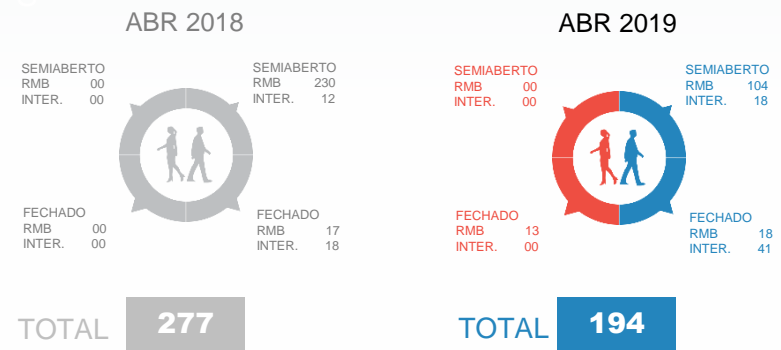 ABR 2018
SEMIABERTO
RMB 00
INTER. 00
SEMIABERTO
RMB 230
INTER. 12
FECHADO
RMB 00
INTER. 00
FECHADO
RMB 17
INTER. 18
TOTAL 277
ABR 2019
SEMIABERTO
RMB 00
INTER. 00
SEMIABERTO
RMB 104
INTER. 18
FECHADO
RMB 13
INTER. 00
FECHADO
RMB 18
INTER. 41
TOTAL 194